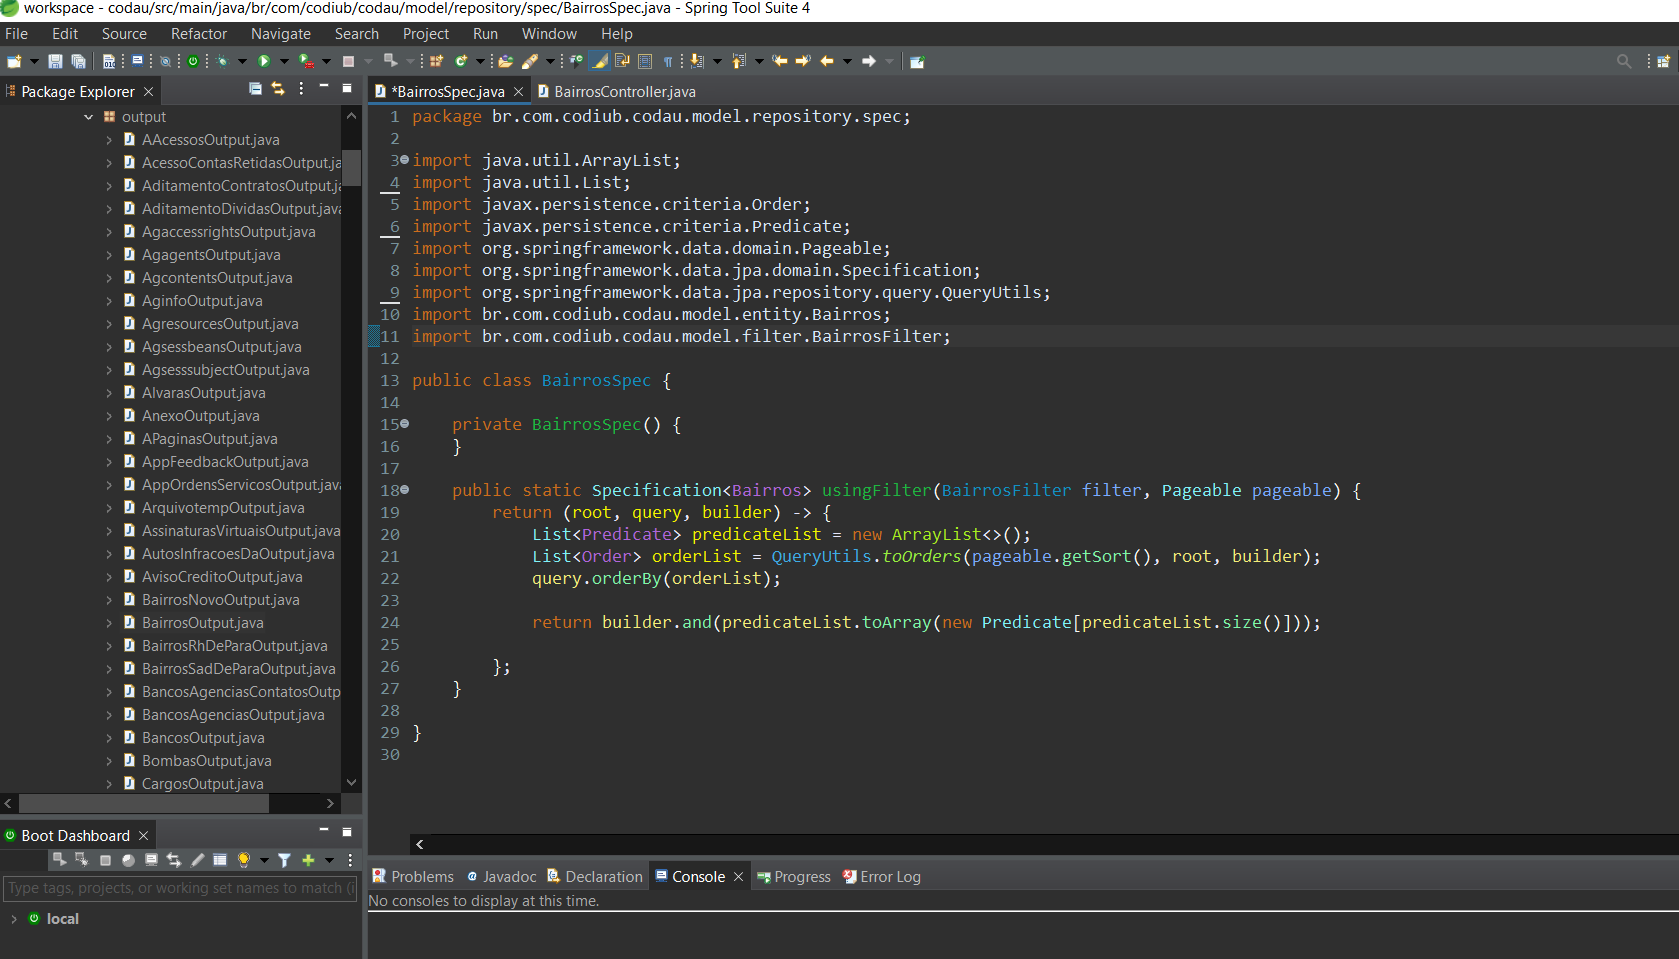 workspace - codau/src/main/java/br/com/codiub/codau/model/repository/spec/BairrosSpec.java - Spring Tool Suite 4
File Edit Source Refactor Navigate Search Project Run Window Help
Package Explorer
output
AAcessosOutput.java
AcessoContasRetidasOutput.ja
AditamentoContratosOutput.ja
AditamentoDividasOutput.java
AgaccessrightsOutput.java
AgagentsOutput.java
AgcontentsOutput.java
AginfoOutput.java
AgresourcesOutput.java
AgsessbeansOutput.java
AgsesssubjectOutput.java
AlvarasOutput.java
AnexoOutput.java
APaginasOutput.java
AppFeedbackOutput.java
AppOrdensServicosOutput.java
ArquivotempOutput.java
AssinaturasVirtuaisOutput.java
AutosInfracoesDaOutput.java
AvisoCreditoOutput.java
BairrosNovoOutput.java
BairrosOutput.java
BairrosRhDeParaOutput.java
BairrosSadDeParaOutput.java
BancosAgenciasContatosOutp
BancosAgenciasOutput.java
BancosOutput.java
BombasOutput.java
CargosOutput.java
Boot Dashboard
Type tags, projects, or working set names to match (i
local
*BairrosSpec.java BairrosController.java
1 package br.com.codiub.codau.model.repository.spec;
2
3 import java.util.ArrayList;
4 import java.util.List;
5 import javax.persistence.criteria.Order;
6 import javax.persistence.criteria.Predicate;
7 import org.springframework.data.domain.Pageable;
8 import org.springframework.data.jpa.domain.Specification;
9 import org.springframework.data.jpa.repository.query.QueryUtils;
10 import br.com.codiub.codau.model.entity.Bairros;
11 import br.com.codiub.codau.model.filter.BairrosFilter;
12
13 public class BairrosSpec {
14
15 private BairrosSpec() {
16 }
17
18 public static Specification<Bairros> usingFilter(BairrosFilter filter, Pageable pageable) {
19 return (root, query, builder) -> {
20 List<Predicate> predicateList = new ArrayList<>();
21 List<Order> orderList = QueryUtils.toOrders(pageable.getSort(), root, builder);
22 query.orderBy(orderList);
23
24 return builder.and(predicateList.toArray(new Predicate[predicateList.size()]));
25
26 };
27 }
28
29 }
30
Problems Javadoc Declaration Console Progress Error Log
No consoles to display at this time.